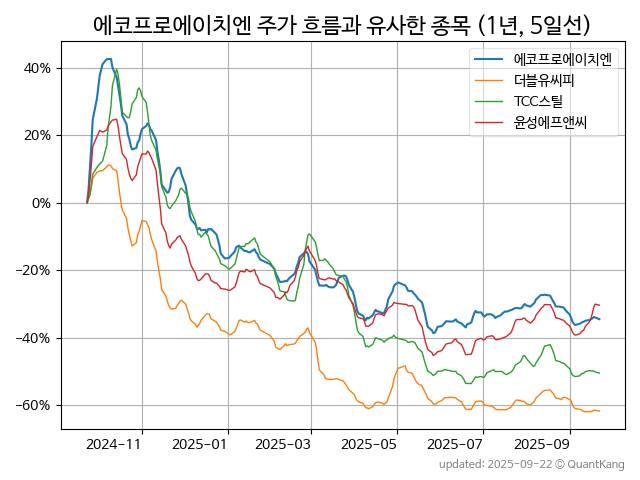 에코프로에이치엔 주가 흐름과 유사한 종목 (1년, 5일선)
에코프로에이치엔
더블유씨피
TCC스틸
윤성에프앤씨
40%
20%
0%
−20%
−40%
−60%
2024-11
2025-01
2025-03
2025-05
2025-07
2025-09
updated: 2025-09-22 © QuantKang